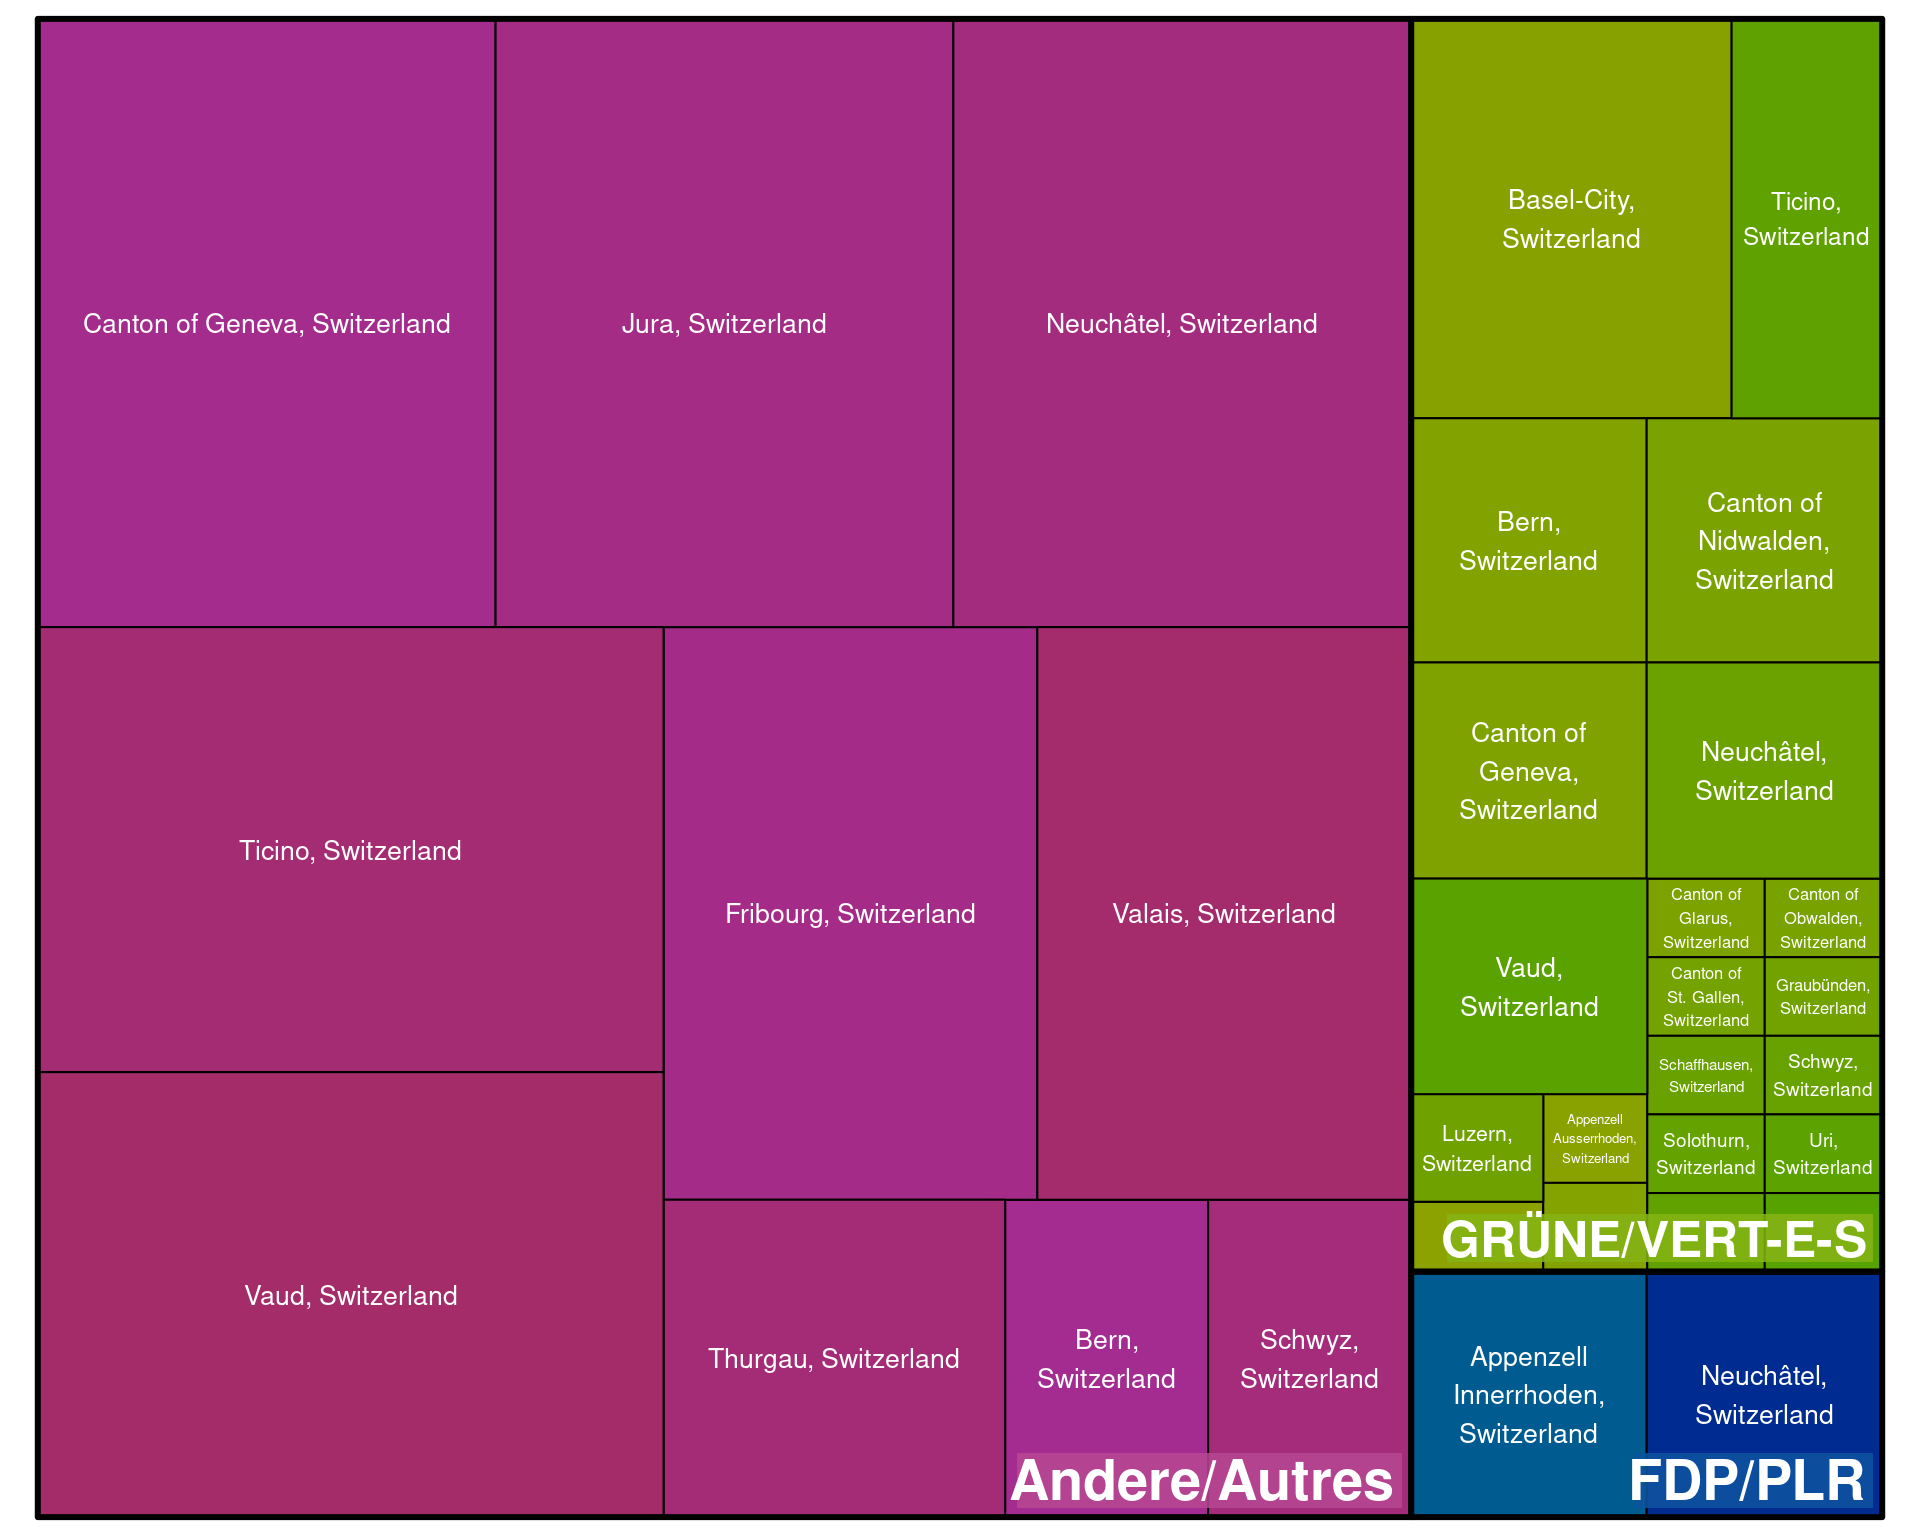 Canton of Geneva, Switzerland
Jura, Switzerland
Neuchâtel, Switzerland
Ticino, Switzerland
Vaud, Switzerland
Fribourg, Switzerland
Valais, Switzerland
Thurgau, Switzerland
Bern,
Switzerland
Schwyz,
Switzerland
Andere/Autres
Basel-City,
Switzerland
Ticino,
Switzerland
Bern,
Switzerland
Canton of
Nidwalden,
Switzerland
Canton of
Geneva,
Switzerland
Neuchâtel,
Switzerland
Vaud,
Switzerland
Canton of
Glarus,
Switzerland
Canton of
Obwalden,
Switzerland
Canton of
St. Gallen,
Switzerland
Graubünden,
Switzerland
Schaffhausen,
Switzerland
Schwyz,
Switzerland
Luzern,
Switzerland
Appenzell
Ausserrhoden,
Switzerland
Solothurn,
Switzerland
Uri,
Switzerland
GRÜNE/VERT-E-S
Appenzell
Innerrhoden,
Switzerland
Neuchâtel,
Switzerland
FDP/PLR